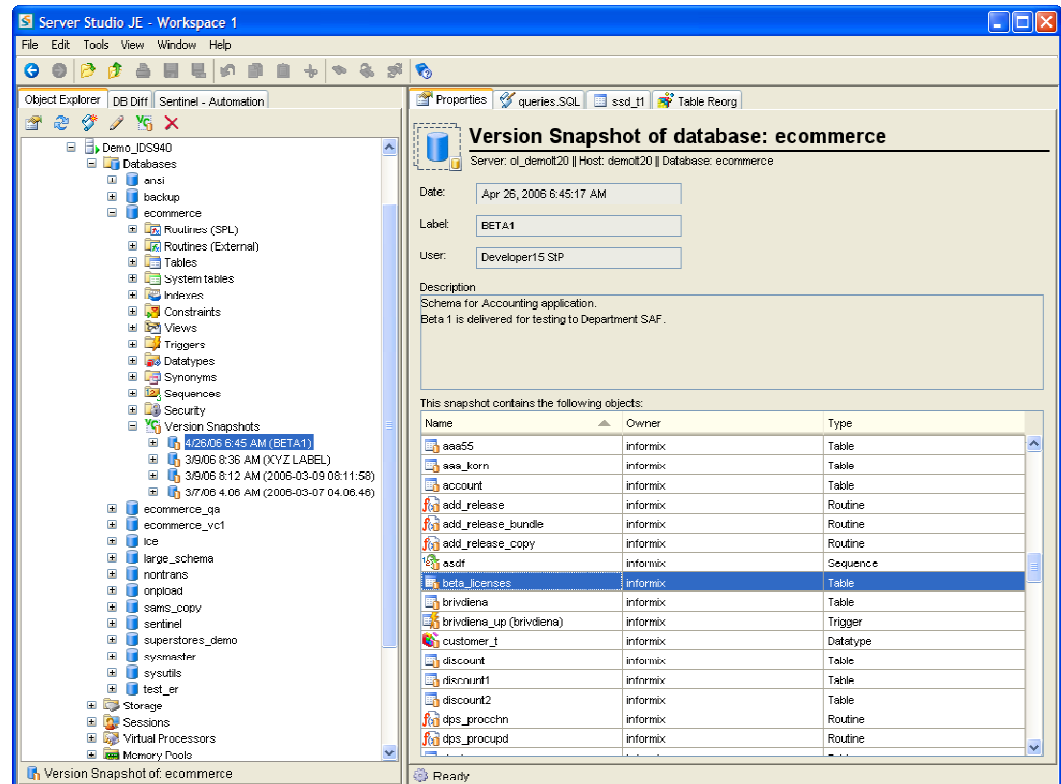 Server Studio JE - Workspace 1
File Edit Tools View Window Help
Object Explorer DB Diff Sentinel - Automation
Demo_IDS940
Databases
ansi
backup
ecommerce
Routines (SPL)
Routines (External)
Tables
System tables
Indexes
Constraints
Views
Triggers
Datatypes
Synonyms
Sequences
Security
Version Snapshots
4/26/06 6:45 AM (BETA1)
3/9/06 8:36 AM (XYZ LABEL)
3/9/06 8:12 AM (2006-03-09 08:11:58)
3/7/06 4:06 AM (2006-03-07 04:06:46)
ecommerce_qa
ecommerce_vc1
ice
large_schema
nontrans
onpload
sams_copy
sentinel
superstores_demo
sysmaster
sysutils
test_er
Storage
Sessions
Virtual Processors
Memory Pools
Version Snapshot of: ecommerce
Properties queries.SQL ssd_t1 Table Reorg
Version Snapshot of database: ecommerce
Server: ol_demoIt20 || Host: demoIt20 || Database: ecommerce
Date: Apr 26, 2006 6:45:17 AM
Label: BETA1
User: Developer15 StP
Description
Schema for Accounting application.
Beta 1 is delivered for testing to Department SAF.
This snapshot contains the following objects:
Name Owner Type
aaa55 informix Table
aaa_korn informix Table
account informix Table
add_release informix Routine
add_release_bundle informix Routine
add_release_copy informix Routine
asdf informix Sequence
beta_licenses informix Table
brivdiena informix Table
brivdiena_up (brivdiena) informix Trigger
customer_t informix Datatype
discount informix Table
discount1 informix Table
discount2 informix Table
dps_procchn informix Routine
dps_procupd informix Routine
Ready